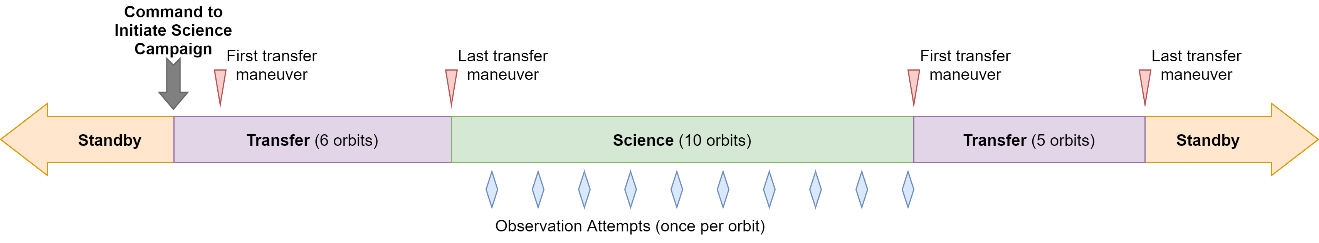 Command to
Initiate Science
Campaign
First transfer
maneuver
Last transfer
maneuver
First transfer
maneuver
Last transfer
maneuver
Standby
Transfer (6 orbits)
Science (10 orbits)
Transfer (5 orbits)
Standby
Observation Attempts (once per orbit)